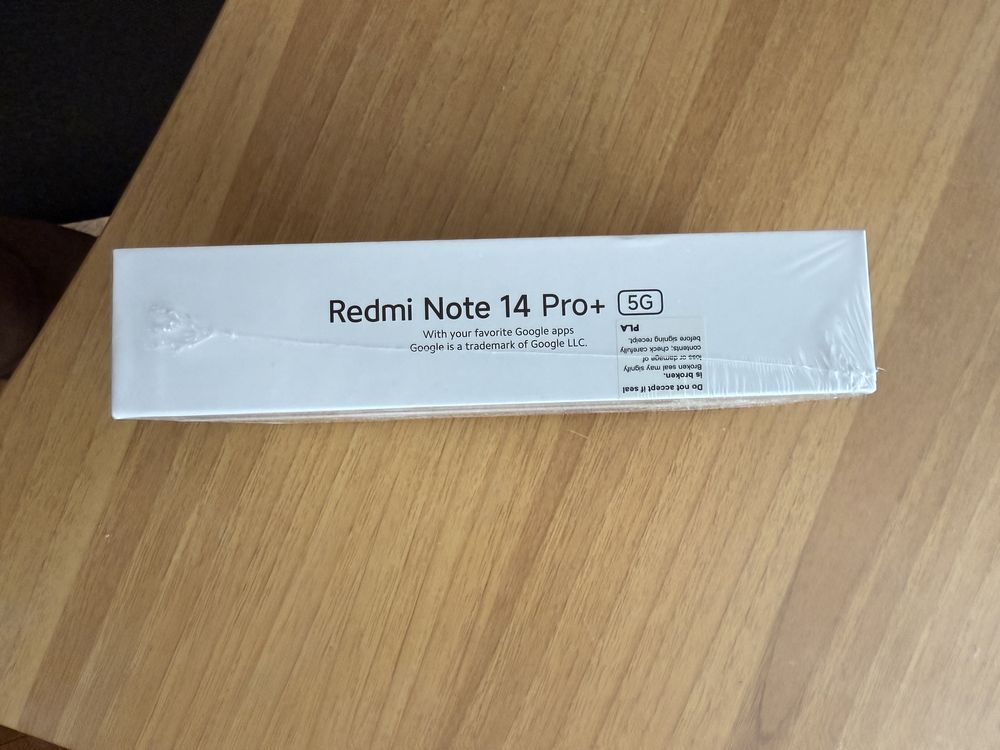 Redmi Note 14 Pro+ 5G
With your favorite Google apps
Google is a trademark of Google LLC.
Do not accept if seal
is broken.
Broken seal may signify
loss or damage of
contents, check carefully
before signing receipt.
PLA